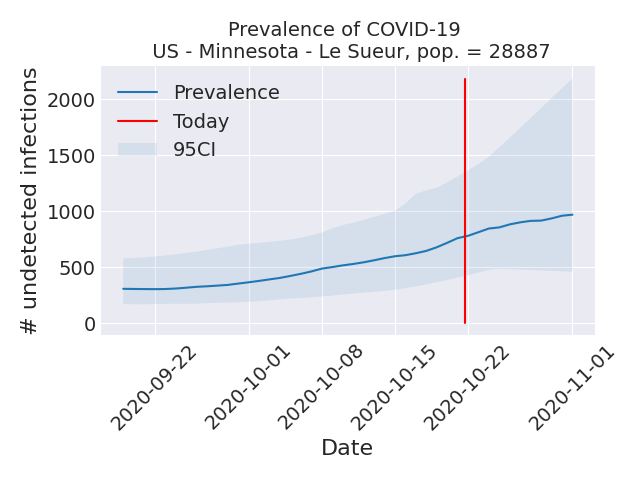 Prevalence of COVID-19
US - Minnesota - Le Sueur, pop. = 28887
# undetected infections
2000
1500
1000
500
0
Prevalence
Today
95CI
2020-09-22
2020-10-01
2020-10-08
2020-10-15
2020-10-22
2020-11-01
Date